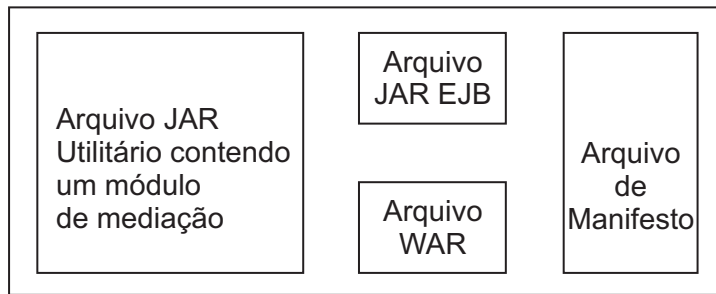 Arquivo JAR
Utilitário contendo
um módulo
de mediação
Arquivo
JAR EJB
Arquivo
WAR
Arquivo
de
Manifesto